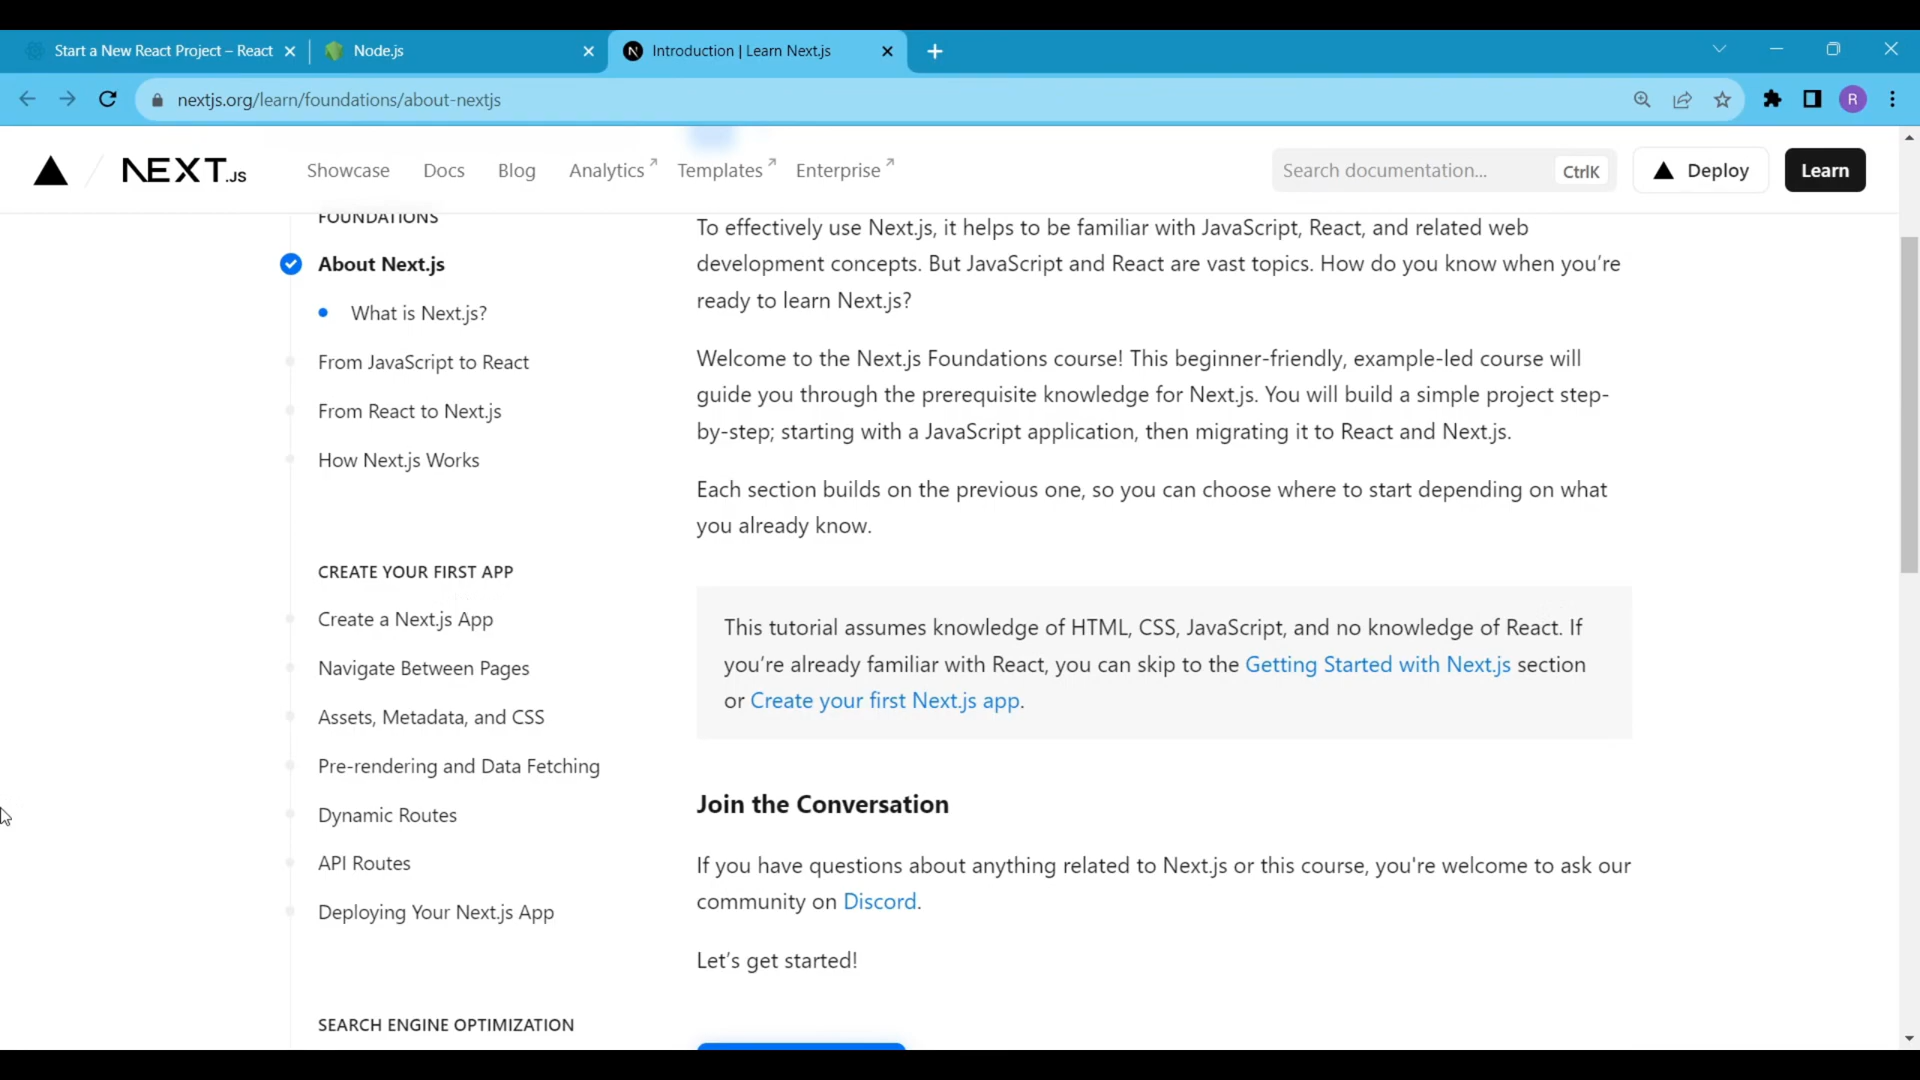 Start a New React Project – React
Node.js
Introduction | Learn Next.js
nextjs.org/learn/foundations/about-nextjs
R
NEXT.JS
Showcase
Docs
Blog
Analytics
Templates
Enterprise
Search documentation...
CtrlK
Deploy
Learn
FOUNDATIONS
About Next.js
What is Next.js?
From JavaScript to React
From React to Next.js
How Next.js Works
CREATE YOUR FIRST APP
Create a Next.js App
Navigate Between Pages
Assets, Metadata, and CSS
Pre-rendering and Data Fetching
Dynamic Routes
API Routes
Deploying Your Next.js App
SEARCH ENGINE OPTIMIZATION
To effectively use Next.js, it helps to be familiar with JavaScript, React, and related web
development concepts. But JavaScript and React are vast topics. How do you know when you’re
ready to learn Next.js?
Welcome to the Next.js Foundations course! This beginner-friendly, example-led course will
guide you through the prerequisite knowledge for Next.js. You will build a simple project step-
by-step; starting with a JavaScript application, then migrating it to React and Next.js.
Each section builds on the previous one, so you can choose where to start depending on what
you already know.
This tutorial assumes knowledge of HTML, CSS, JavaScript, and no knowledge of React. If
you’re already familiar with React, you can skip to the Getting Started with Next.js section
or Create your first Next.js app.
Join the Conversation
If you have questions about anything related to Next.js or this course, you're welcome to ask our
community on Discord.
Let’s get started!